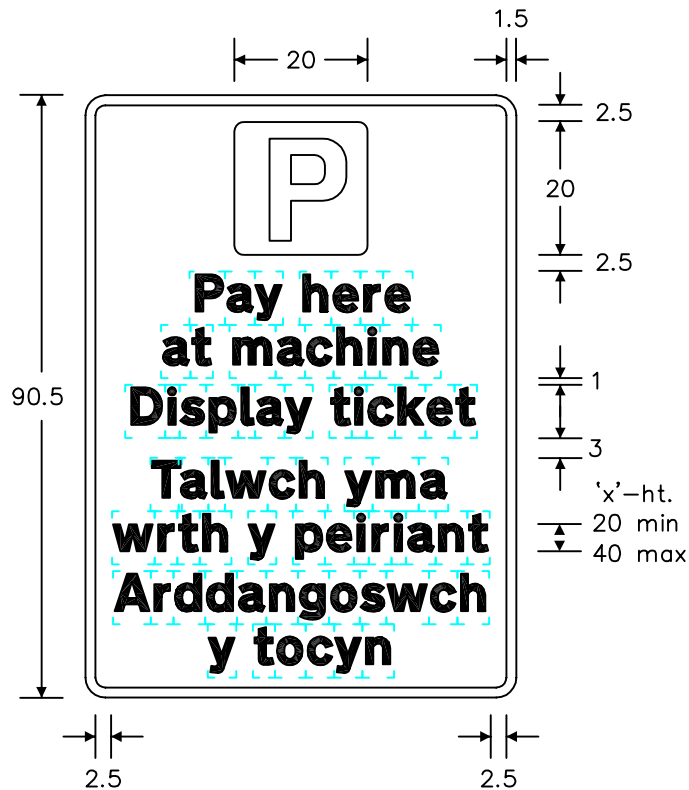 1.5
20
2.5
P
20
2.5
Pay here
at machine
1
Display ticket
90.5
3
Talwch yma
'x'-ht.
20 min
wrth y peiriant
40 max
Arddangoswch
y tocyn
2.5
2.5